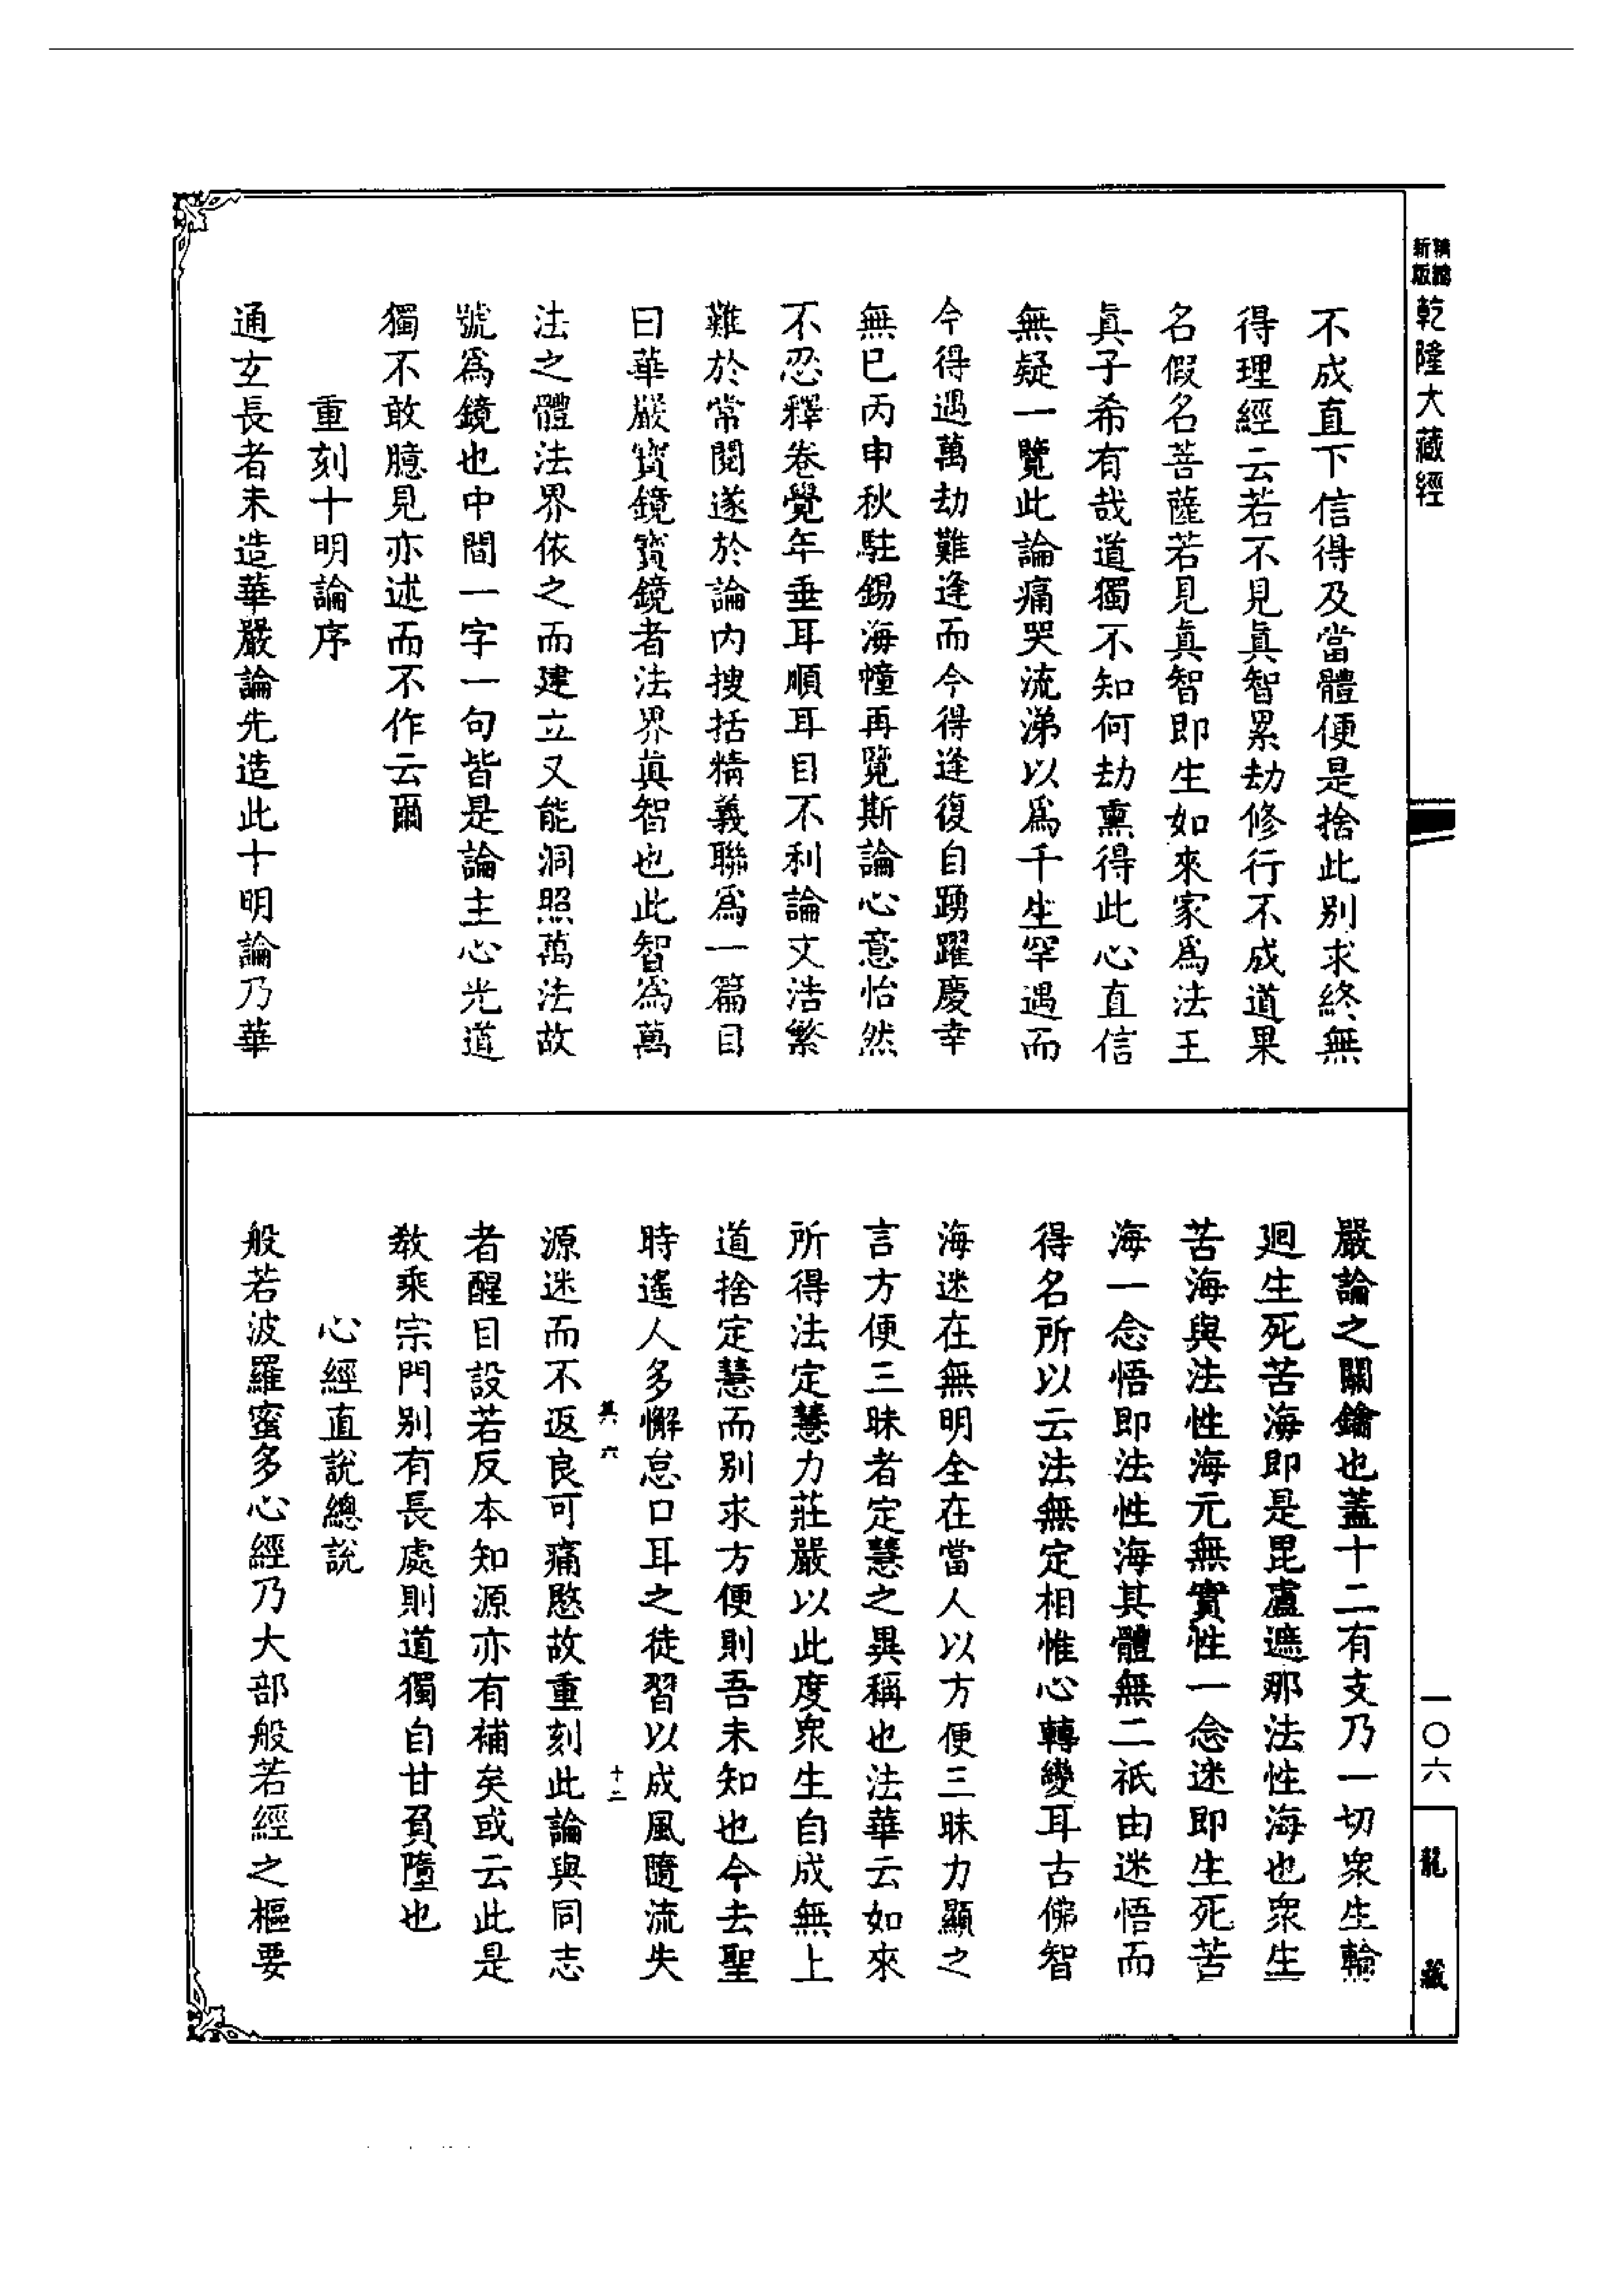 精縮
新版
乾隆大藏經
不成直下信得及當體便是捨此別求終無
得理經云若不見眞智累劫修行不成道果
名假名菩薩若見眞智即生如來家爲法王
眞子希有哉道獨不知何劫熏得此心直信
無疑一覽此論痛哭流涕以爲千生罕遇而
今得遇萬劫難逢而今得逢復自踴躍慶幸
無已丙申秋駐錫海幢再覽斯論心意怡然
不忍釋卷覺年垂耳順耳目不利論文浩繁
難於常閱遂於論內搜括精義聯爲一篇目
曰華嚴寶鏡寶鏡者法界眞智也此智爲萬
法之體法界依之而建立又能洞照萬法故
號爲鏡也中間一字一句皆是論主心光道
獨不敢臆見亦述而不作云爾
重刻十明論序
通玄長者未造華嚴論先造此十明論乃華
嚴論之關鑰也蓋十二有支乃一切衆生輪
廻生死苦海即是毘盧遮那法性海也衆生
苦海與法性海元無實性一念迷即生死苦
海一念悟即法性海其體無二祇由迷悟而
得名所以云法無定相惟心轉變耳古佛智
海迷在無明全在當人以方便三昧力顯之
言方便三昧者定慧之異稱也法華云如來
所得法定慧力莊嚴以此度衆生自成無上
道捨定慧而別求方便則吾未知也今去聖
時遙人多懈怠口耳之徒習以成風隨流失
其六 十二
源迷而不返良可痛愍故重刻此論與同志
者醒目設若反本知源亦有補矣或云此是
教乘宗門別有長處則道獨自甘負墮也
心經直說總說
般若波羅蜜多心經乃大部般若經之樞要
一〇六
龍藏